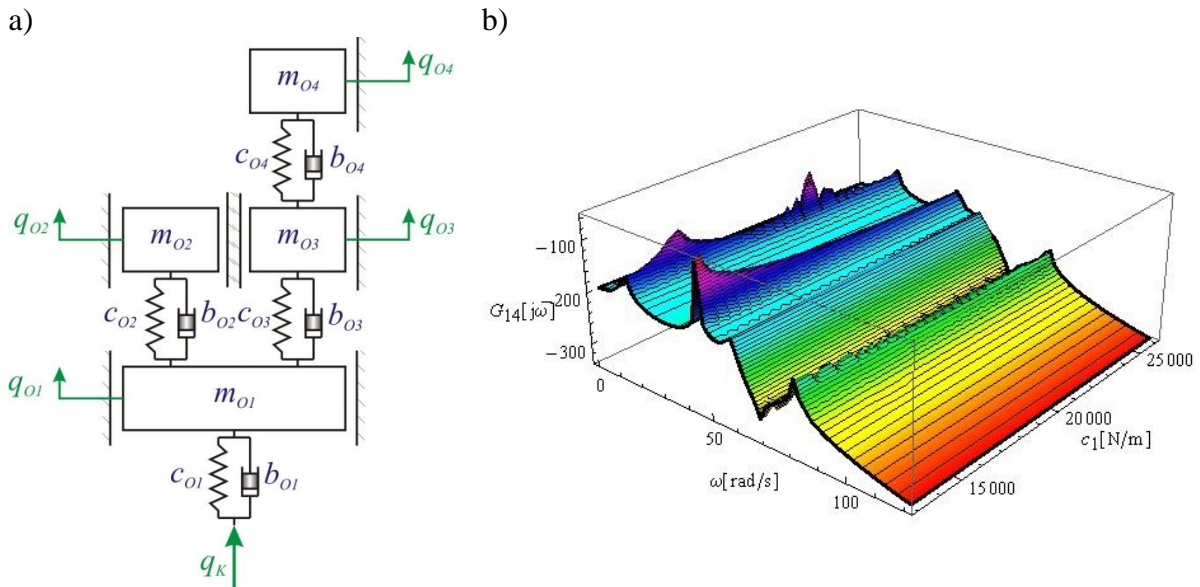 a)
m_{O4}
q_{O4}
c_{O4}
b_{O4}
q_{O2}
m_{O2}
m_{O3}
q_{O3}
c_{O2}
b_{O2}
c_{O3}
b_{O3}
q_{O1}
m_{O1}
c_{O1}
b_{O1}
q_K
b)
−100
−200
−300
G_{14}[jω]
0
50
100
ω[rad/s]
15 000
20 000
25 000
c_1[N/m]